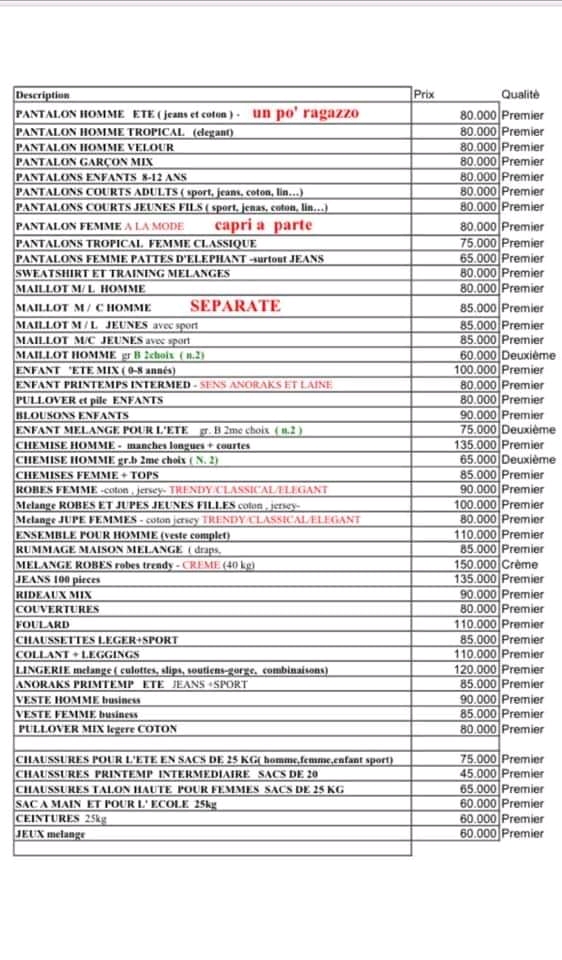 Description Prix Qualitè
PANTALON HOMME ETE ( jeans et coton ) - un po' ragazzo 80.000 Premier
PANTALON HOMME TROPICAL (elegant) 80.000 Premier
PANTALON HOMME VELOUR 80.000 Premier
PANTALON GARÇON MIX 80.000 Premier
PANTALONS ENFANTS 8-12 ANS 80.000 Premier
PANTALONS COURTS ADULTS ( sport, jeans, coton, lin...) 80.000 Premier
PANTALONS COURTS JEUNES FILS ( sport, jenas, coton, lin...) 80.000 Premier
PANTALON FEMME A LA MODE capri a parte 80.000 Premier
PANTALONS TROPICAL FEMME CLASSIQUE 75.000 Premier
PANTALONS FEMME PATTES D'ELEPHANT -surtout JEANS 65.000 Premier
SWEATSHIRT ET TRAINING MELANGES 80.000 Premier
MAILLOT M/ L HOMME 80.000 Premier
MAILLOT M / C HOMME SEPARATE 85.000 Premier
MAILLOT M / L JEUNES avec sport 85.000 Premier
MAILLOT M/C JEUNES avec sport 85.000 Premier
MAILLOT HOMME gr B 2choix ( n.2) 60.000 Deuxième
ENFANT 'ETE MIX ( 0-8 annés) 100.000 Premier
ENFANT PRINTEMPS INTERMED - SENS ANORAKS ET LAINE 80.000 Premier
PULLOVER et pile ENFANTS 80.000 Premier
BLOUSONS ENFANTS 90.000 Premier
ENFANT MELANGE POUR L'ETE gr. B 2me choix ( n.2 ) 75.000 Deuxième
CHEMISE HOMME - manches longues + courtes 135.000 Premier
CHEMISE HOMME gr.b 2me choix ( N. 2) 65.000 Deuxième
CHEMISES FEMME + TOPS 85.000 Premier
ROBES FEMME -coton , jersey- TRENDY/CLASSICAL/ELEGANT 90.000 Premier
Melange ROBES ET JUPES JEUNES FILLES coton , jersey- 100.000 Premier
Melange JUPE FEMMES - coton jersey TRENDY/CLASSICAL/ELEGANT 80.000 Premier
ENSEMBLE POUR HOMME (veste complet) 110.000 Premier
RUMMAGE MAISON MELANGE ( draps, 85.000 Premier
MELANGE ROBES robes trendy - CREME (40 kg) 150.000 Crème
JEANS 100 pieces 135.000 Premier
RIDEAUX MIX 90.000 Premier
COUVERTURES 80.000 Premier
FOULARD 110.000 Premier
CHAUSSETTES LEGER+SPORT 85.000 Premier
COLLANT + LEGGINGS 110.000 Premier
LINGERIE melange ( culottes, slips, soutiens-gorge, combinaisons) 120.000 Premier
ANORAKS PRIMTEMP ETE JEANS +SPORT 85.000 Premier
VESTE HOMME business 90.000 Premier
VESTE FEMME business 85.000 Premier
PULLOVER MIX legere COTON 80.000 Premier
CHAUSSURES POUR L'ETE EN SACS DE 25 KG( homme,femme,enfant sport) 75.000 Premier
CHAUSSURES PRINTEMP INTERMEDIAIRE SACS DE 20 45.000 Premier
CHAUSSURES TALON HAUTE POUR FEMMES SACS DE 25 KG 65.000 Premier
SAC A MAIN ET POUR L' ECOLE 25kg 60.000 Premier
CEINTURES 25kg 60.000 Premier
JEUX melange 60.000 Premier